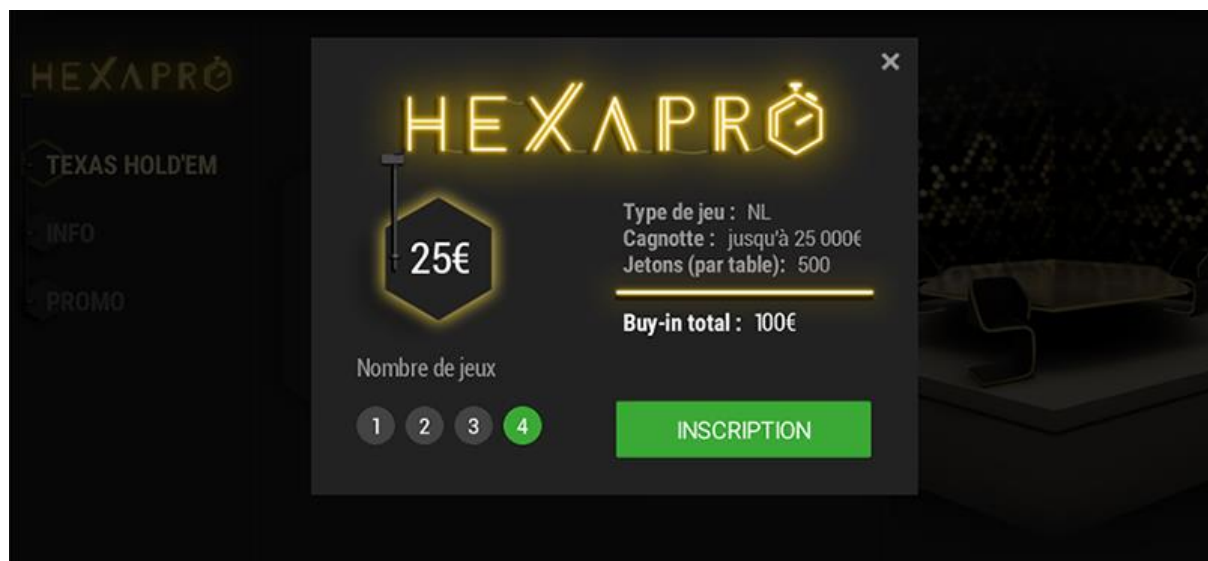 HEXAPRO
TEXAS HOLD'EM
INFO
PROMO
×
HEXAPRO
25€
Type de jeu : NL
Cagnotte : jusqu'à 25 000€
Jetons (par table): 500
Buy-in total : 100€
Nombre de jeux
1 2 3 4
INSCRIPTION